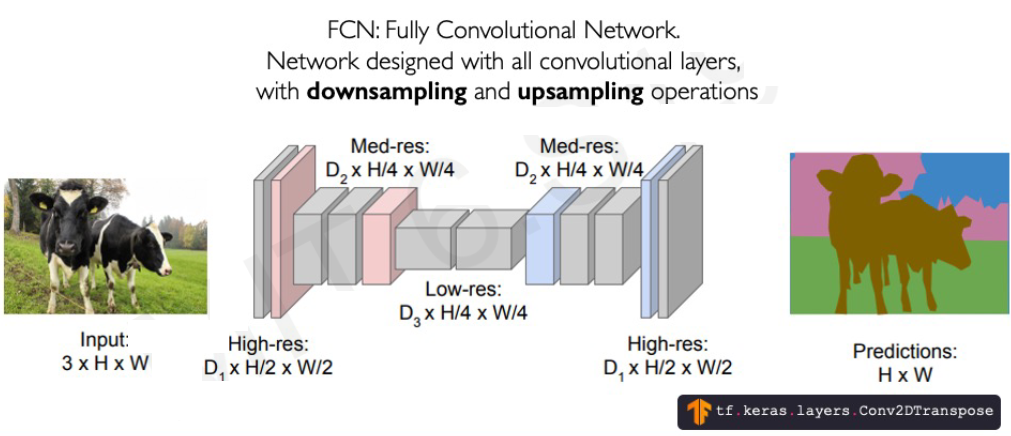 FCN: Fully Convolutional Network.
Network designed with all convolutional layers,
with downsampling and upsampling operations
Med-res:
D₂ x H/4 x W/4
Med-res:
D₂ x H/4 x W/4
Low-res:
D₃ x H/4 x W/4
Input:
3 x H x W
High-res:
D₁ x H/2 x W/2
High-res:
D₁ x H/2 x W/2
Predictions:
H x W
tf.keras.layers.Conv2DTranspose